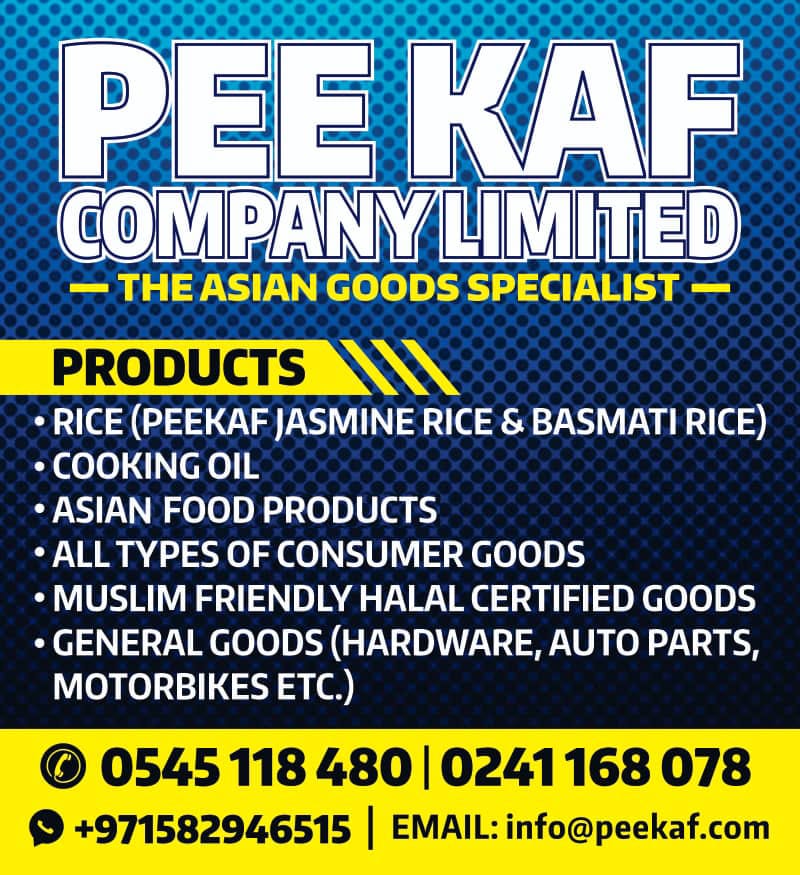 PEE KAF
COMPANY LIMITED
— THE ASIAN GOODS SPECIALIST —
PRODUCTS
• RICE (PEEKAF JASMINE RICE & BASMATI RICE)
• COOKING OIL
• ASIAN FOOD PRODUCTS
• ALL TYPES OF CONSUMER GOODS
• MUSLIM FRIENDLY HALAL CERTIFIED GOODS
• GENERAL GOODS (HARDWARE, AUTO PARTS,
MOTORBIKES ETC.)
0545 118 480 | 0241 168 078
+971582946515 | EMAIL: info@peekaf.com